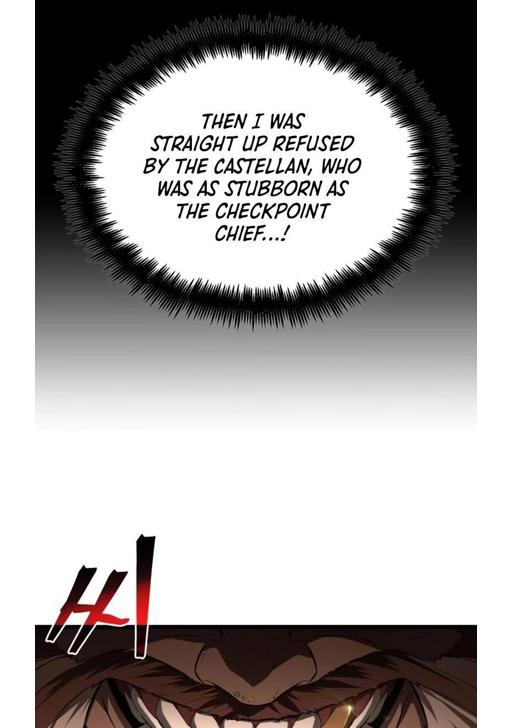 THEN I WAS
STRAIGHT UP REFUSED
BY THE CASTELLAN, WHO
WAS AS STUBBORN AS
THE CHECKPOINT
CHIEF...!